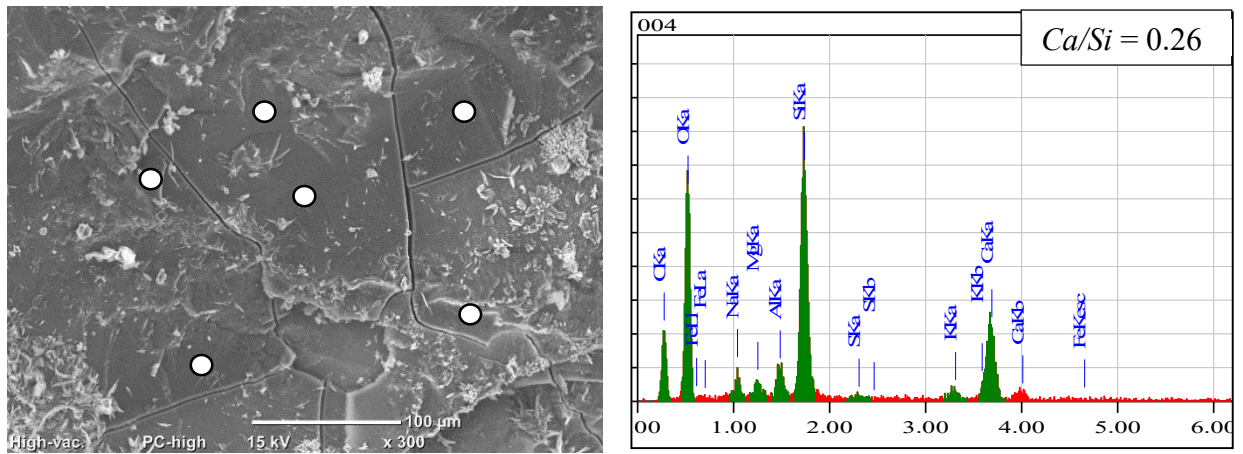 100 μm
High-vac. PC-high 15 kV x 300
004
Ca/Si = 0.26
CKa
OKa
FeLl
FeLa
NaKa
MgKa
AlKa
SiKa
SKa
SKb
KKa
KKb
CaKa
CaKb
FeKesc
00 1.00 2.00 3.00 4.00 5.00 6.00